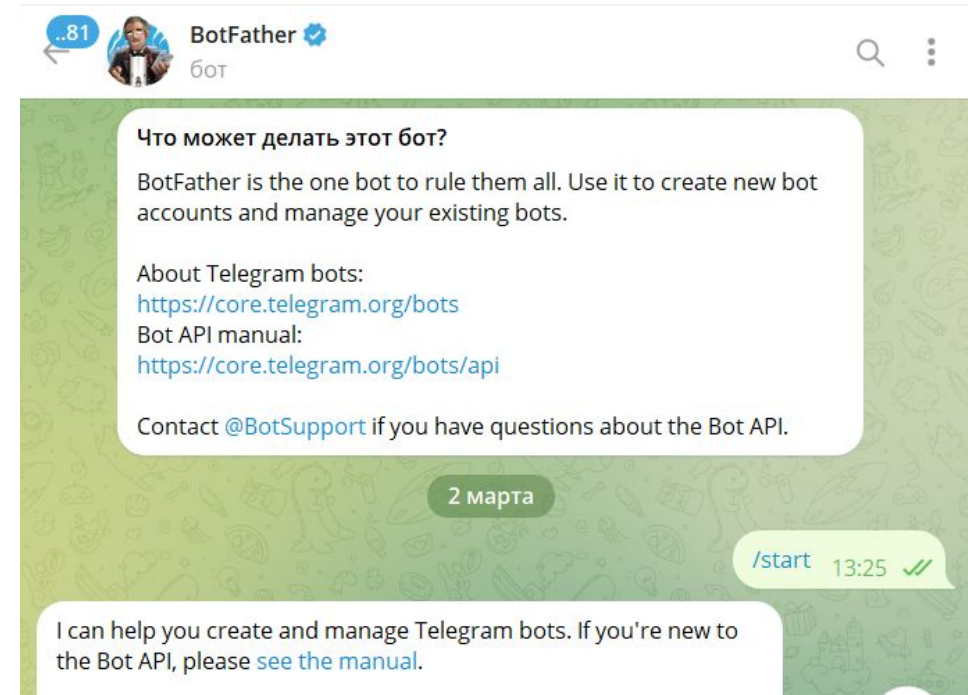 ..81
BotFather
бот
Что может делать этот бот?
BotFather is the one bot to rule them all. Use it to create new bot
accounts and manage your existing bots.
About Telegram bots:
https://core.telegram.org/bots
Bot API manual:
https://core.telegram.org/bots/api
Contact @BotSupport if you have questions about the Bot API.
2 марта
/start 13:25
I can help you create and manage Telegram bots. If you're new to
the Bot API, please see the manual.